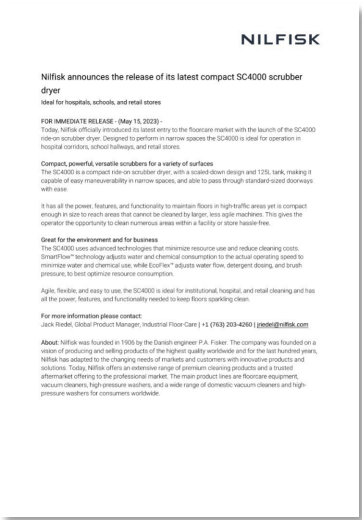 NILFISK
Nilfisk announces the release of its latest compact SC4000 scrubber
dryer
Ideal for hospitals, schools, and retail stores
FOR IMMEDIATE RELEASE - (May 15, 2023) -
Today, Nilfisk officially introduced its latest entry to the floorcare market with the launch of the SC4000
ride-on scrubber dryer. Designed to perform in narrow spaces the SC4000 is ideal for operation in
hospital corridors, school hallways, and retail stores.
Compact, powerful, versatile scrubbers for a variety of surfaces
The SC4000 is a compact ride-on scrubber dryer, with a scaled-down design and 125L tank, making it
capable of easy maneuverability in narrow spaces, and able to pass through standard-sized doorways
with ease.
It has all the power, features, and functionality to maintain floors in high-traffic areas yet is compact
enough in size to reach areas that cannot be cleaned by larger, less agile machines. This gives the
operator the opportunity to clean numerous areas within a facility or store hassle-free.
Great for the environment and for business
The SC4000 uses advanced technologies that minimize resource usage and reduce cleaning costs.
SmartFlow™ technology adjusts water and chemical consumption to the actual operating speed to
minimize water and chemical use, while EcoFlex™ adjusts water flow, detergent dosing, and brush
pressure, to best optimize resource consumption.
Agile, flexible, and easy to use; the SC4000 is ideal for institutional, hospital, and retail cleaning and has
all the power, features, and functionality needed to keep floors sparkling clean.
For more information please contact:
Jack Riedel, Global Product Manager, Industrial Floor-Care | +1 (763) 203-4260 | jriedel@nilfisk.com
About: Nilfisk was founded in 1906 by the Danish engineer P.A. Fisker. The company was founded on a
vision of producing and selling products of the highest quality worldwide and for the last hundred years,
Nilfisk has adapted to the changing needs of markets and customers with innovative products and
solutions. Today, Nilfisk offers an extensive range of premium cleaning products and a trusted
aftermarket offering to the professional market. The main product lines are floorcare equipment,
vacuum cleaners, high-pressure washers, and a wide range of domestic vacuum cleaners and high-
pressure washers for consumers worldwide.